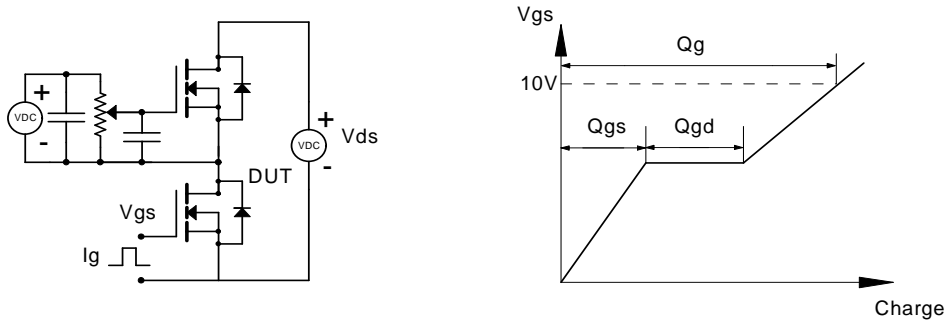 +
VDC
-
+
VDC
-
Vds
DUT
Vgs
Ig
Vgs
Qg
10V
Qgs
Qgd
Charge